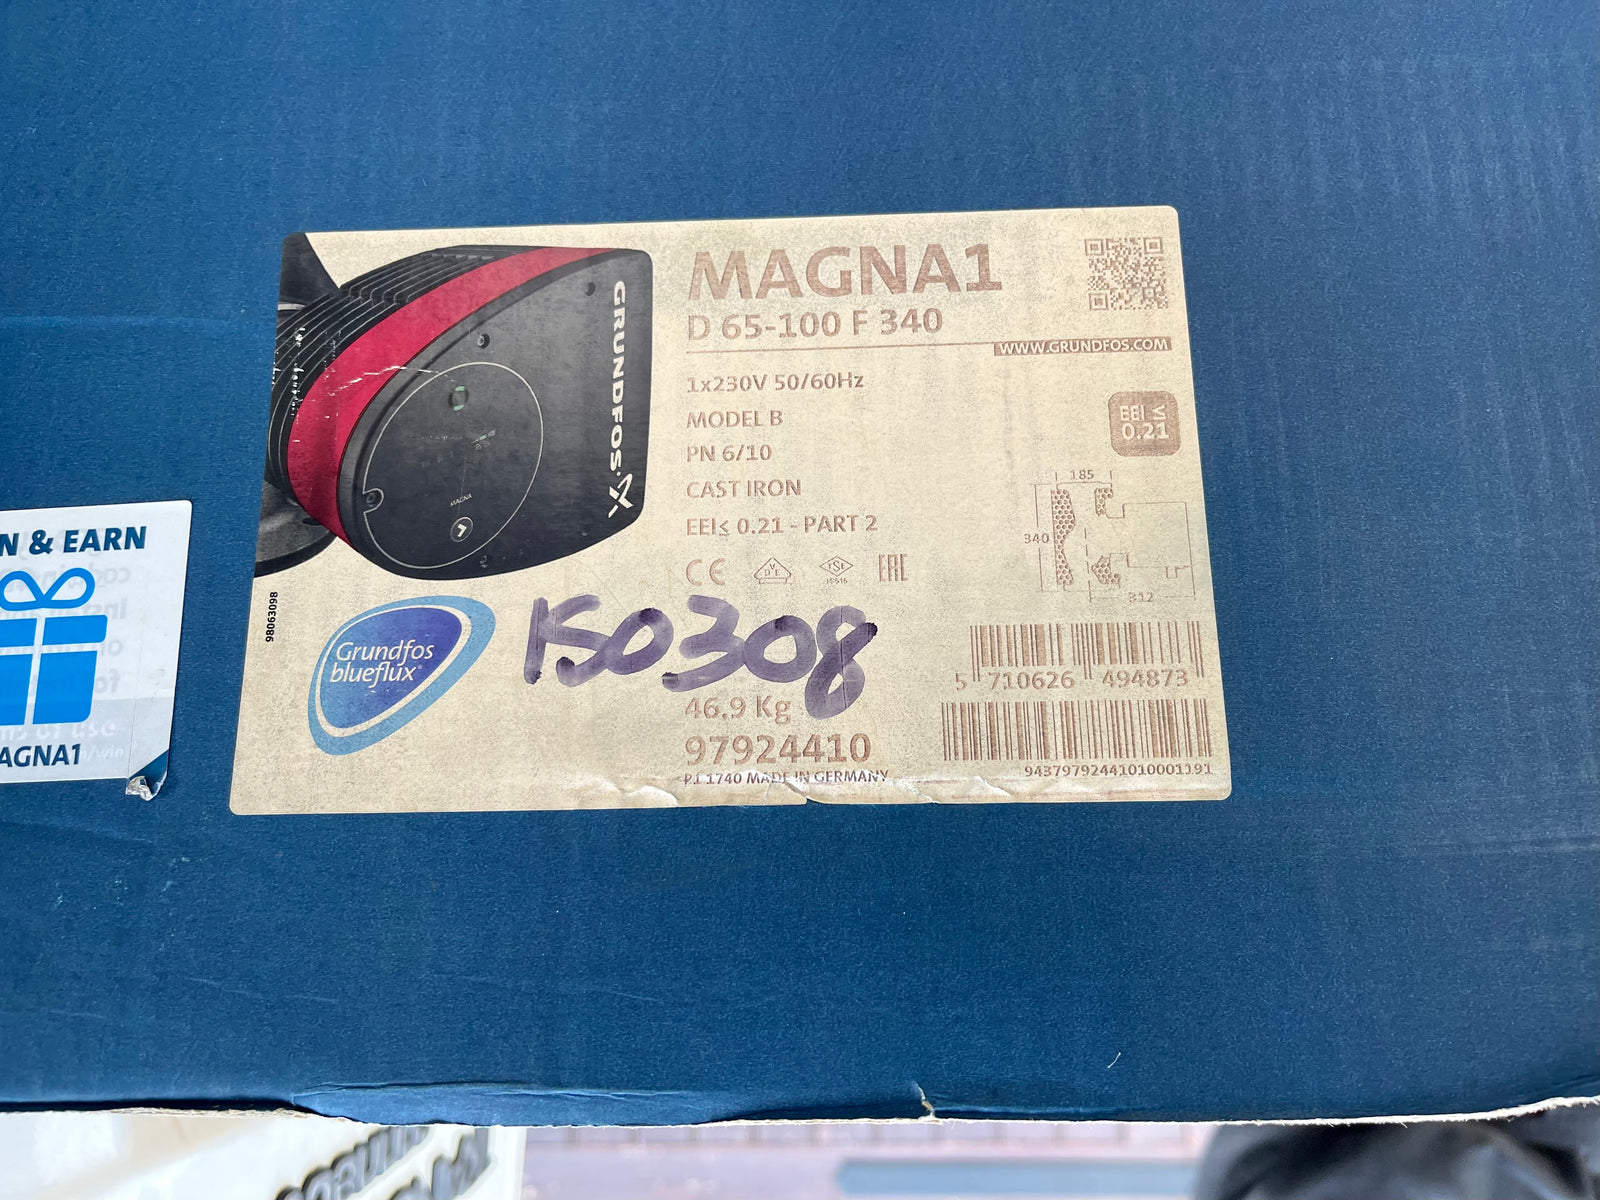 MAGNA1
D 65-100 F 340
WWW.GRUNDFOS.COM
1x230V 50/60Hz
MODEL B
PN 6/10
CAST IRON
EEI≤ 0.21 - PART 2
EEI ≤
0.21
185
340
312
CE
EAC
GRUNDFOS
MAGNA
98063098
Grundfos
blueflux®
150308
46.9 Kg
97924410
P.I 1740 MADE IN GERMANY
5 710626 494873
94379792441010001191
N & EARN
AGNA1